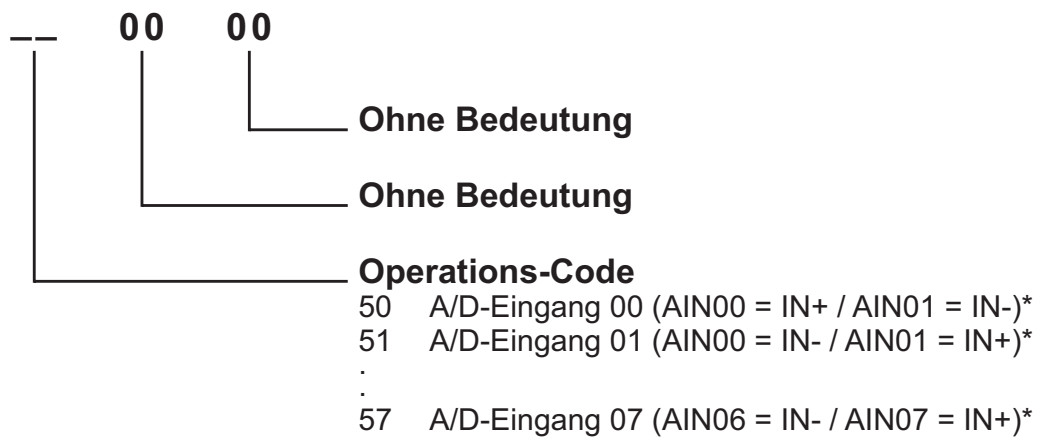 __ 00 00
Ohne Bedeutung
Ohne Bedeutung
Operations-Code
50 A/D-Eingang 00 (AIN00 = IN+ / AIN01 = IN-)*
51 A/D-Eingang 01 (AIN00 = IN- / AIN01 = IN+)*
.
.
57 A/D-Eingang 07 (AIN06 = IN- / AIN07 = IN+)*